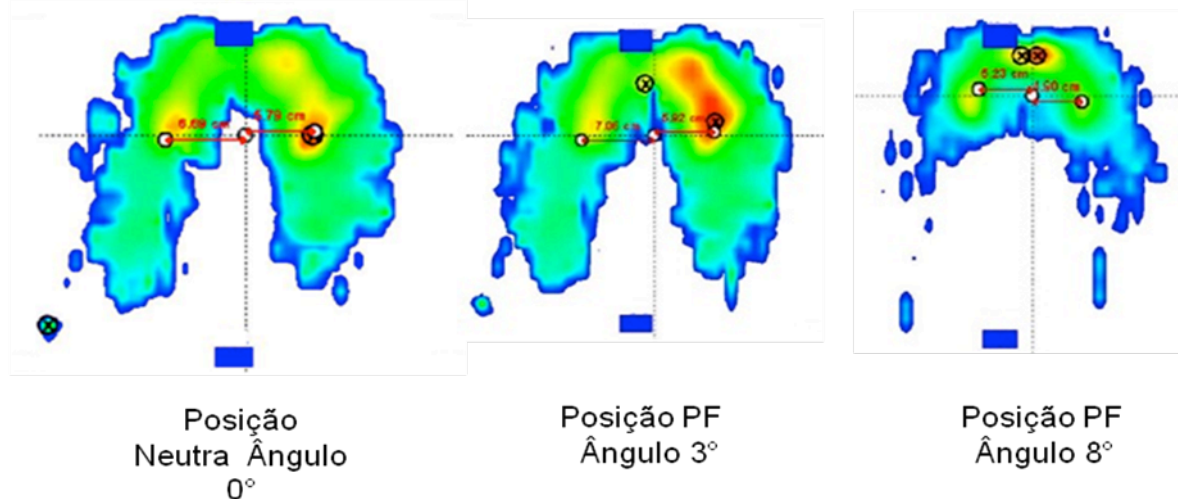 6.69 cm
5.79 cm
7.06 cm
5.92 cm
5.23 cm
4.90 cm
Posição
Neutra Ângulo
0°
Posição PF
Ângulo 3°
Posição PF
Ângulo 8°